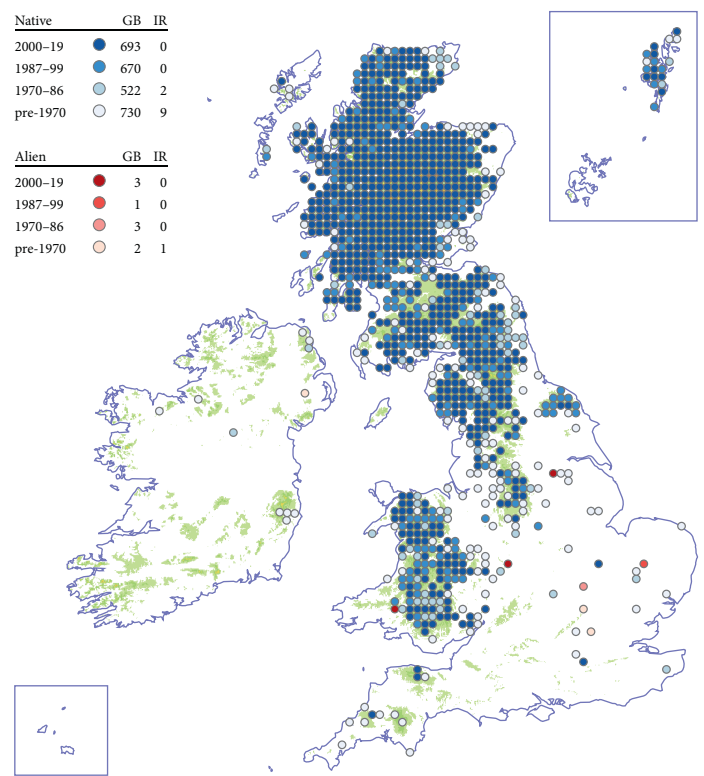 Native GB IR
2000–19 693 0
1987–99 670 0
1970–86 522 2
pre-1970 730 9
Alien GB IR
2000–19 3 0
1987–99 1 0
1970–86 3 0
pre-1970 2 1